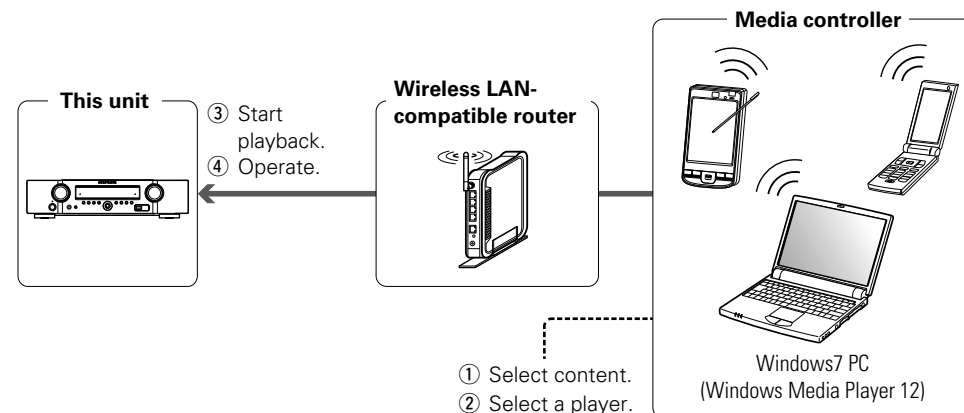 Media controller
This unit
③ Start
playback.
④ Operate.
Wireless LAN-
compatible router
① Select content.
② Select a player.
Windows7 PC
(Windows Media Player 12)